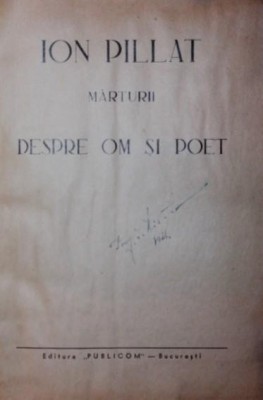 ION PILLAT
MĂRTURII
DESPRE OM ȘI POET
Editura „PUBLICOM" — București